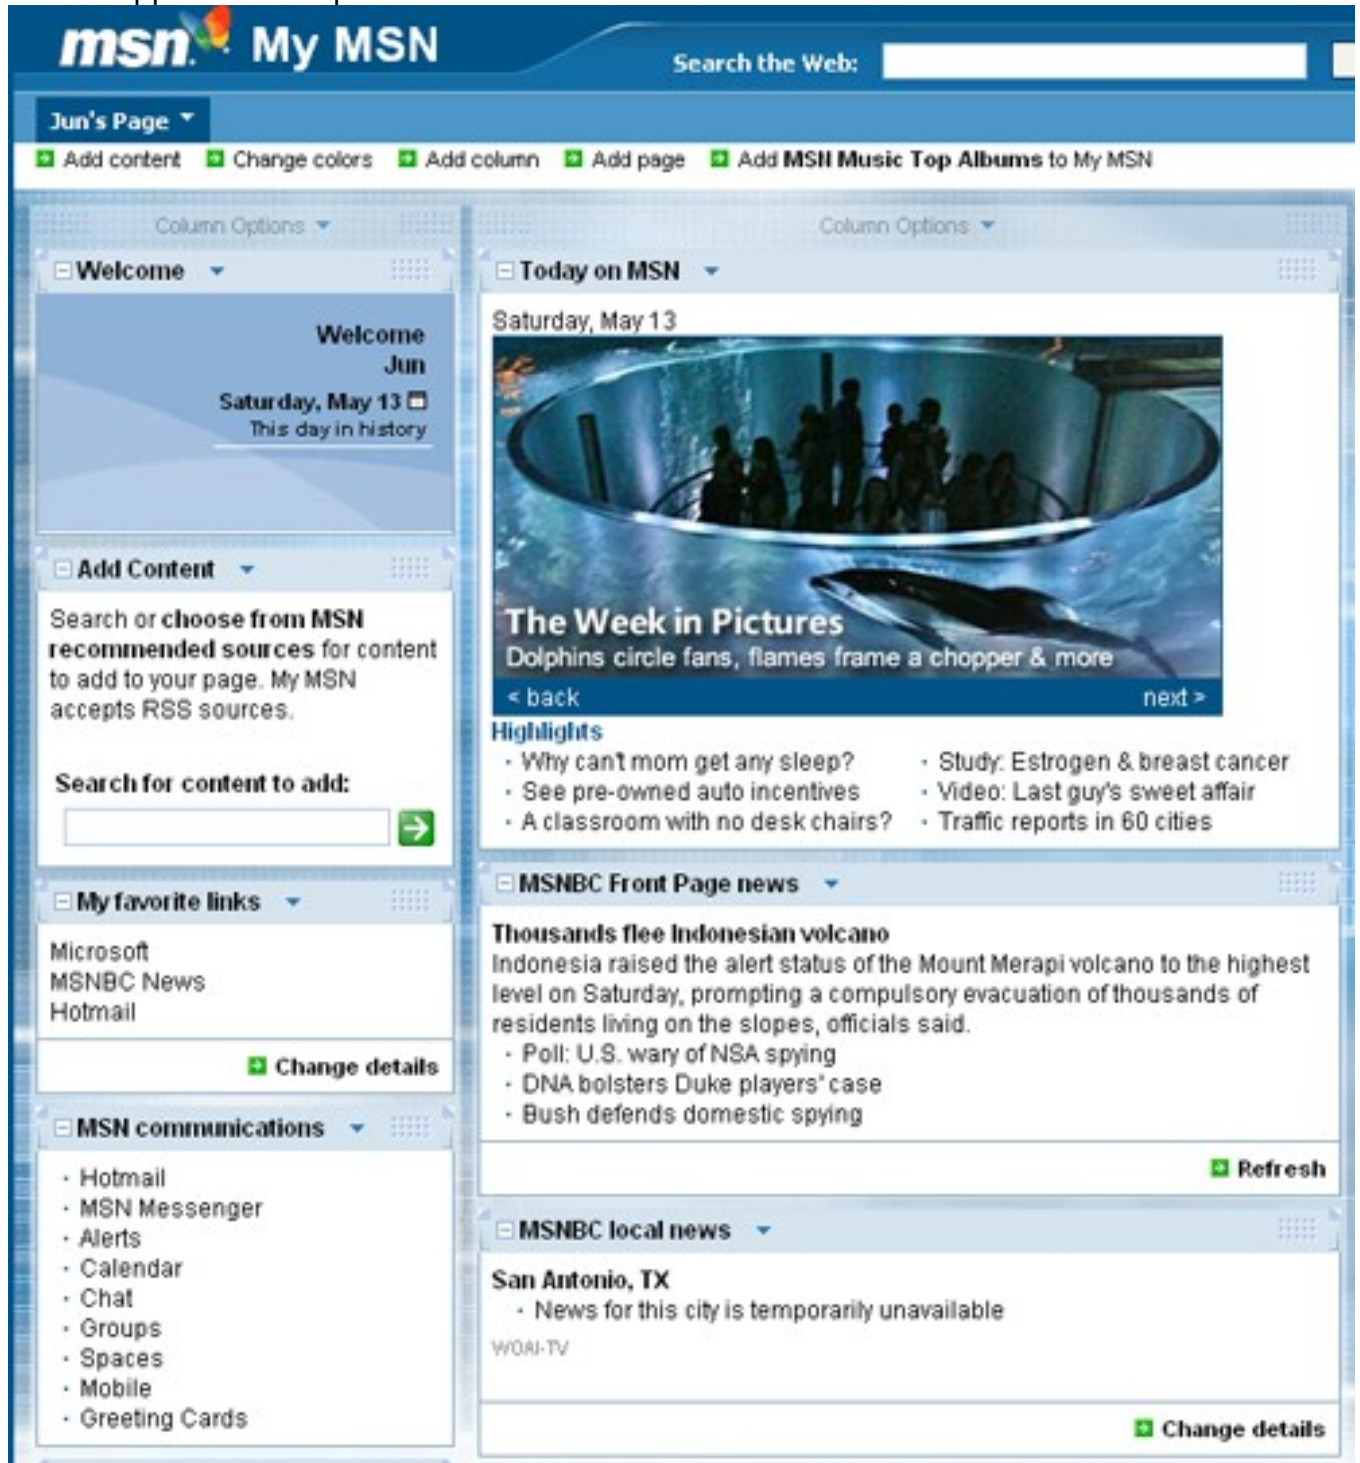 msn. My MSN
Search the Web:
Jun's Page
Add content Change colors Add column Add page Add MSN Music Top Albums to My MSN
Column Options
Welcome
Welcome
Jun
Saturday, May 13
This day in history
Add Content
Search or choose from MSN
recommended sources for content
to add to your page. My MSN
accepts RSS sources.
Search for content to add:
My favorite links
Microsoft
MSNBC News
Hotmail
Change details
MSN communications
· Hotmail
· MSN Messenger
· Alerts
· Calendar
· Chat
· Groups
· Spaces
· Mobile
· Greeting Cards
Column Options
Today on MSN
Saturday, May 13
The Week in Pictures
Dolphins circle fans, flames frame a chopper & more
< back next >
Highlights
· Why can't mom get any sleep?
· See pre-owned auto incentives
· A classroom with no desk chairs?
· Study: Estrogen & breast cancer
· Video: Last guy's sweet affair
· Traffic reports in 60 cities
MSNBC Front Page news
Thousands flee Indonesian volcano
Indonesia raised the alert status of the Mount Merapi volcano to the highest
level on Saturday, prompting a compulsory evacuation of thousands of
residents living on the slopes, officials said.
· Poll: U.S. wary of NSA spying
· DNA bolsters Duke players' case
· Bush defends domestic spying
Refresh
MSNBC local news
San Antonio, TX
· News for this city is temporarily unavailable
WOAI-TV
Change details